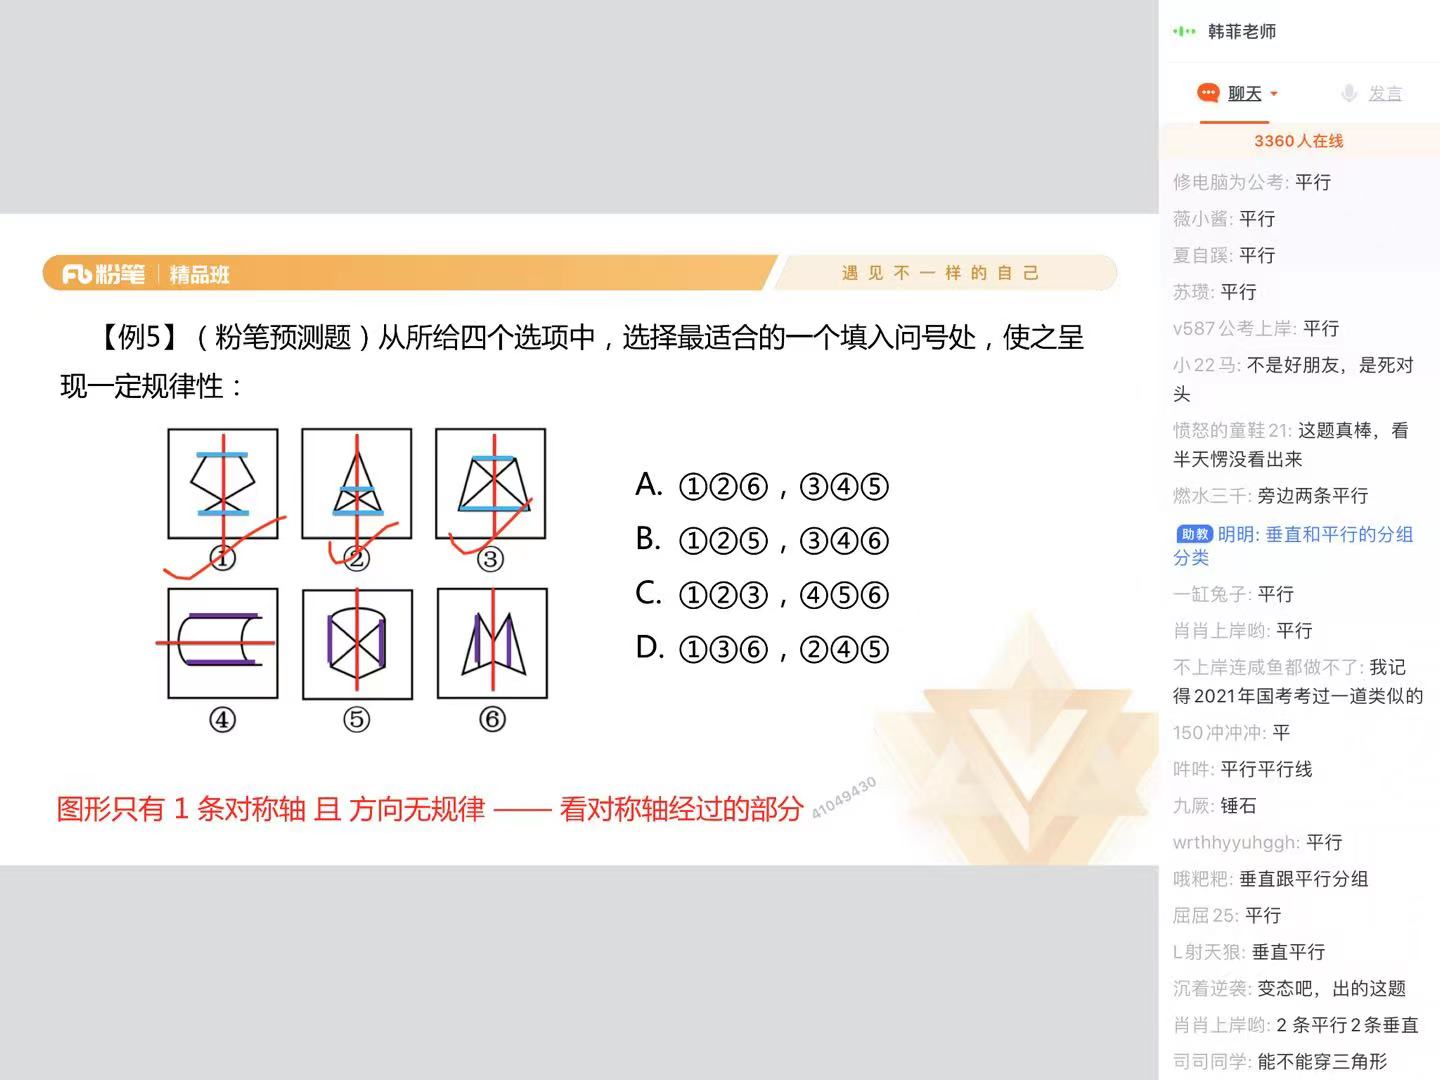 韩菲老师
聊天
发言
3360人在线
粉笔 精品班
遇见不一样的自己
【例5】（粉笔预测题）从所给四个选项中，选择最适合的一个填入问号处，使之呈
现一定规律性：
① ② ③
④ ⑤ ⑥
A. ①②⑥，③④⑤
B. ①②⑤，③④⑥
C. ①②③，④⑤⑥
D. ①③⑥，②④⑤
图形只有 1 条对称轴 且 方向无规律 —— 看对称轴经过的部分
41049430
修电脑为公考: 平行
薇小酱: 平行
夏自蹊: 平行
苏瓒: 平行
v587公考上岸: 平行
小22马: 不是好朋友，是死对
头
愤怒的童鞋21: 这题真棒，看
半天愣没看出来
燃水三千: 旁边两条平行
助教 明明: 垂直和平行的分组
分类
一缸兔子: 平行
肖肖上岸哟: 平行
不上岸连咸鱼都做不了: 我记
得2021年国考考过一道类似的
150冲冲冲: 平
吽吽: 平行平行线
九厥: 锤石
wrthhyyuhggh: 平行
哦粑粑: 垂直跟平行分组
屈屈25: 平行
L射天狼: 垂直平行
沉着逆袭: 变态吧，出的这题
肖肖上岸哟: 2 条平行2条垂直
司司同学: 能不能穿三角形